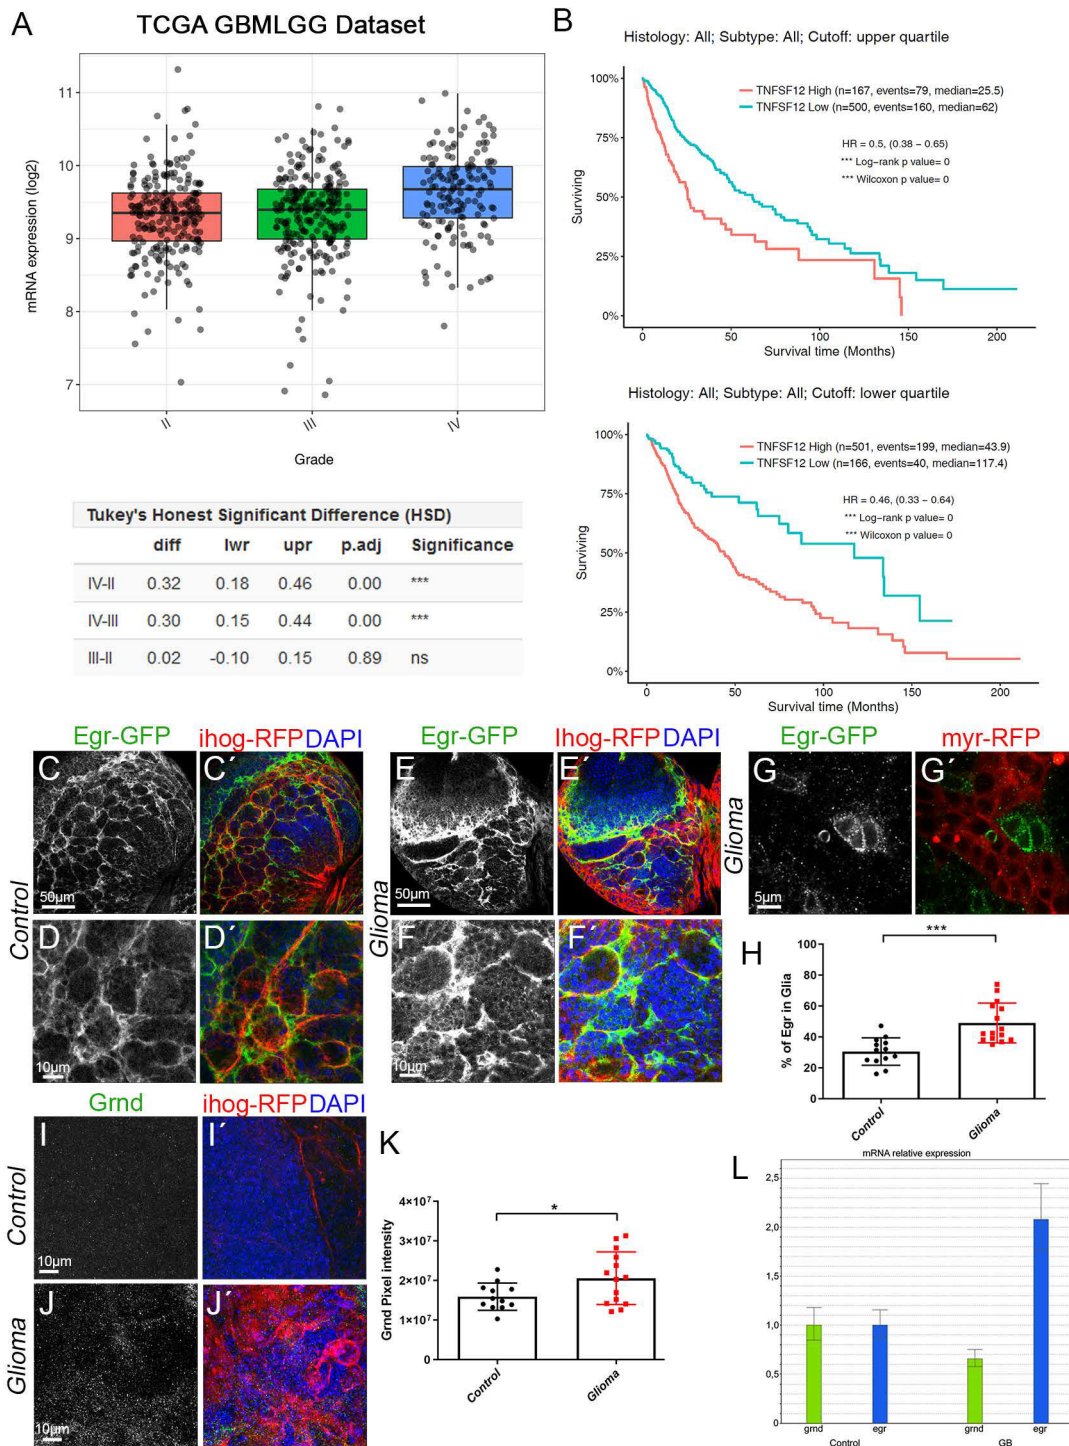 A
TCGA GBMLGG Dataset
mRNA expression (log2)
11
10
9
8
7
II
III
IV
Grade
Tukey's Honest Significant Difference (HSD)
diff lwr upr p.adj Significance
IV-II 0.32 0.18 0.46 0.00 ***
IV-III 0.30 0.15 0.44 0.00 ***
III-II 0.02 -0.10 0.15 0.89 ns
B
Histology: All; Subtype: All; Cutoff: upper quartile
Surviving
100%
75%
50%
25%
0%
TNFSF12 High (n=167, events=79, median=25.5)
TNFSF12 Low (n=500, events=160, median=62)
HR = 0.5, (0.38 − 0.65)
*** Log−rank p value= 0
*** Wilcoxon p value= 0
0 50 100 150 200
Survival time (Months)
Histology: All; Subtype: All; Cutoff: lower quartile
Surviving
100%
75%
50%
25%
0%
TNFSF12 High (n=501, events=199, median=43.9)
TNFSF12 Low (n=166, events=40, median=117.4)
HR = 0.46, (0.33 − 0.64)
*** Log−rank p value= 0
*** Wilcoxon p value= 0
0 50 100 150 200
Survival time (Months)
Egr-GFP ihog-RFP DAPI
Control
C C´
50µm
D D´
10µm
Egr-GFP Ihog-RFP DAPI
Glioma
E E´
50µm
F F´
10µm
Egr-GFP myr-RFP
Glioma
G G´
5µm
H
% of Egr in Glia
100
80
60
40
20
0
***
Control Glioma
Grnd ihog-RFP DAPI
Control
I I´
10µm
Glioma
J J´
10µm
K
Grnd Pixel intensity
4×10⁷
3×10⁷
2×10⁷
1×10⁷
0
*
Control Glioma
L
mRNA relative expression
2,5
2,0
1,5
1,0
0,5
0,0
grnd egr grnd egr
Control GB